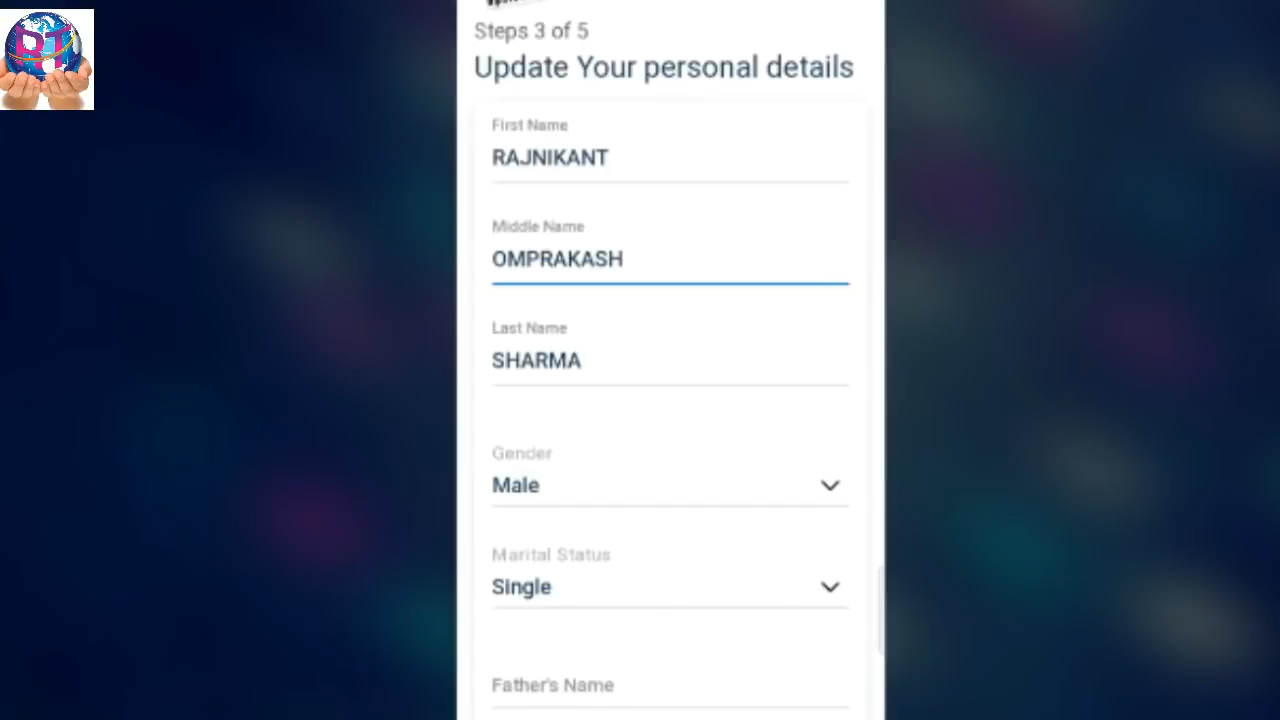 RT
Steps 3 of 5
Update Your personal details
First Name
RAJNIKANT
Middle Name
OMPRAKASH
Last Name
SHARMA
Gender
Male
Marital Status
Single
Father's Name